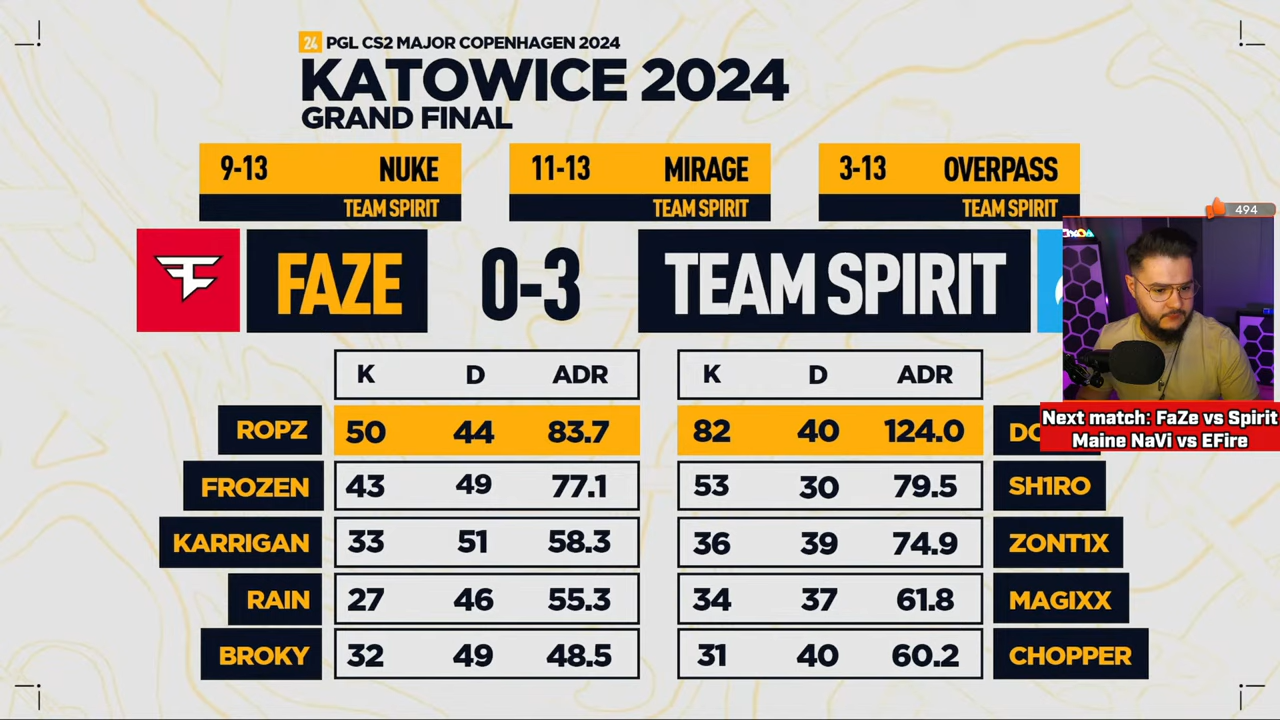 24 PGL CS2 MAJOR COPENHAGEN 2024
KATOWICE 2024
GRAND FINAL
9-13 NUKE
TEAM SPIRIT
11-13 MIRAGE
TEAM SPIRIT
3-13 OVERPASS
TEAM SPIRIT
494
FAZE 0-3 TEAM SPIRIT
K D ADR K D ADR
ROPZ 50 44 83.7 82 40 124.0
Next match: FaZe vs Spirit
Maine NaVi vs EFire
FROZEN 43 49 77.1 53 30 79.5 SH1RO
KARRIGAN 33 51 58.3 36 39 74.9 ZONT1X
RAIN 27 46 55.3 34 37 61.8 MAGIXX
BROKY 32 49 48.5 31 40 60.2 CHOPPER